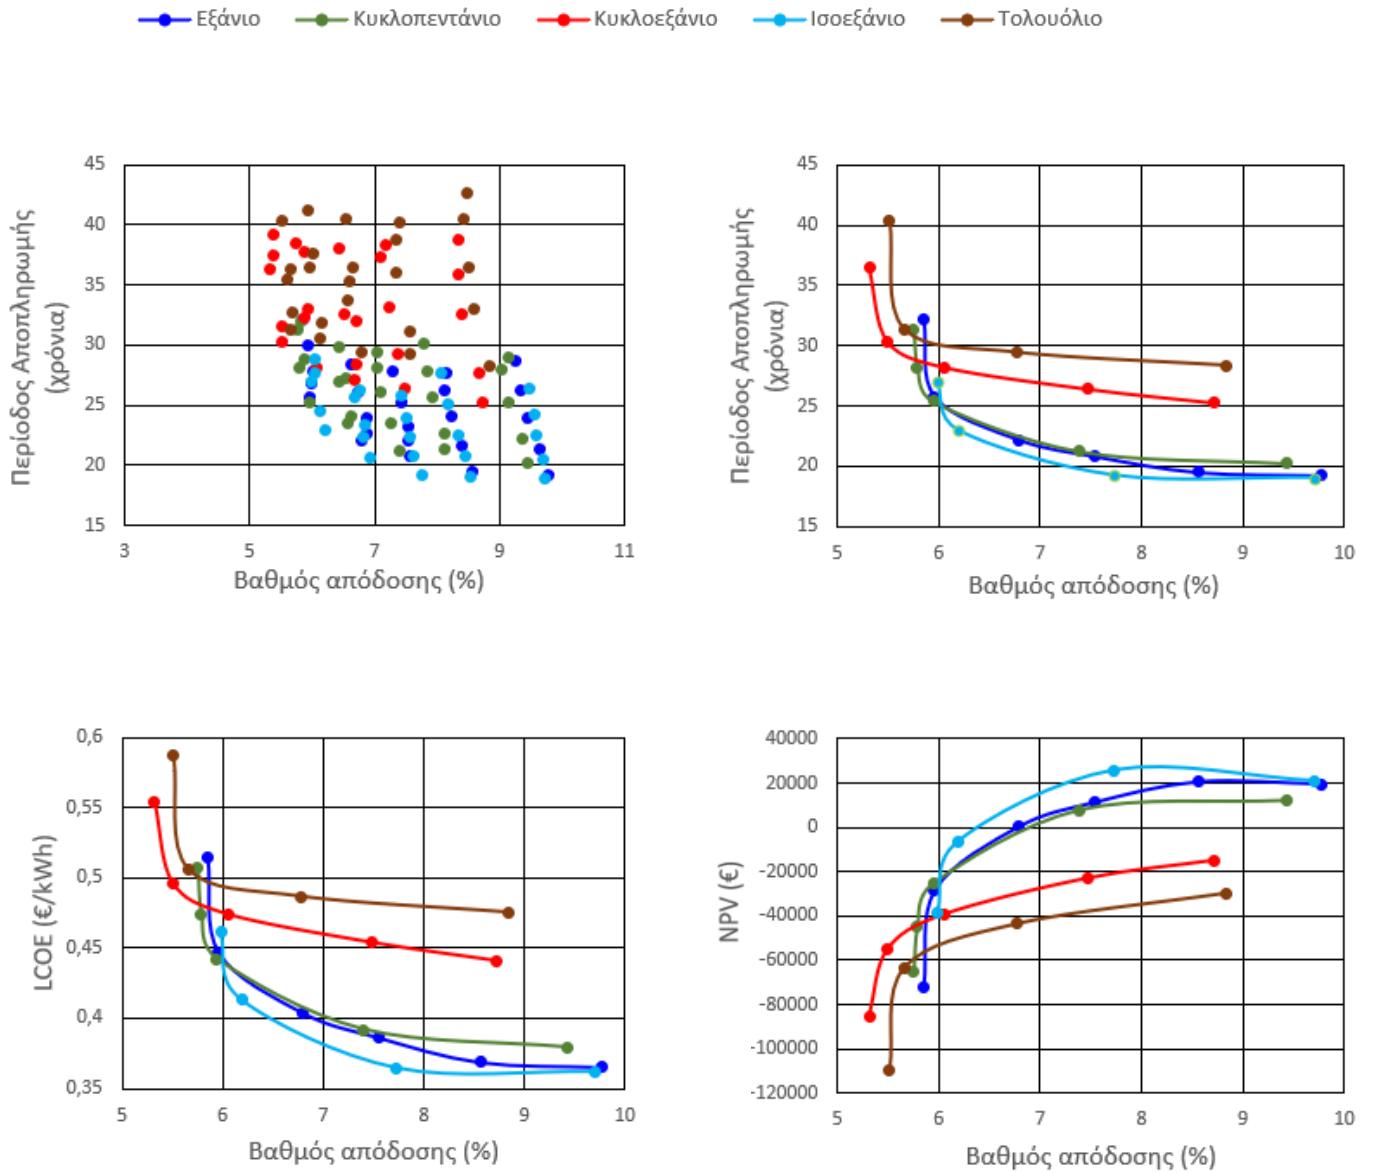 Εξάνιο Κυκλοπεντάνιο Κυκλοεξάνιο Ισοεξάνιο Τολουόλιο
Περίοδος Αποπληρωμής
(χρόνια)
45
40
35
30
25
20
15
3 5 7 9 11
Βαθμός απόδοσης (%)
Περίοδος Αποπληρωμής
(χρόνια)
45
40
35
30
25
20
15
5 6 7 8 9 10
Βαθμός απόδοσης (%)
LCOE (€/kWh)
0,6
0,55
0,5
0,45
0,4
0,35
5 6 7 8 9 10
Βαθμός απόδοσης (%)
NPV (€)
40000
20000
0
-20000
-40000
-60000
-80000
-100000
-120000
5 6 7 8 9 10
Βαθμός απόδοσης (%)